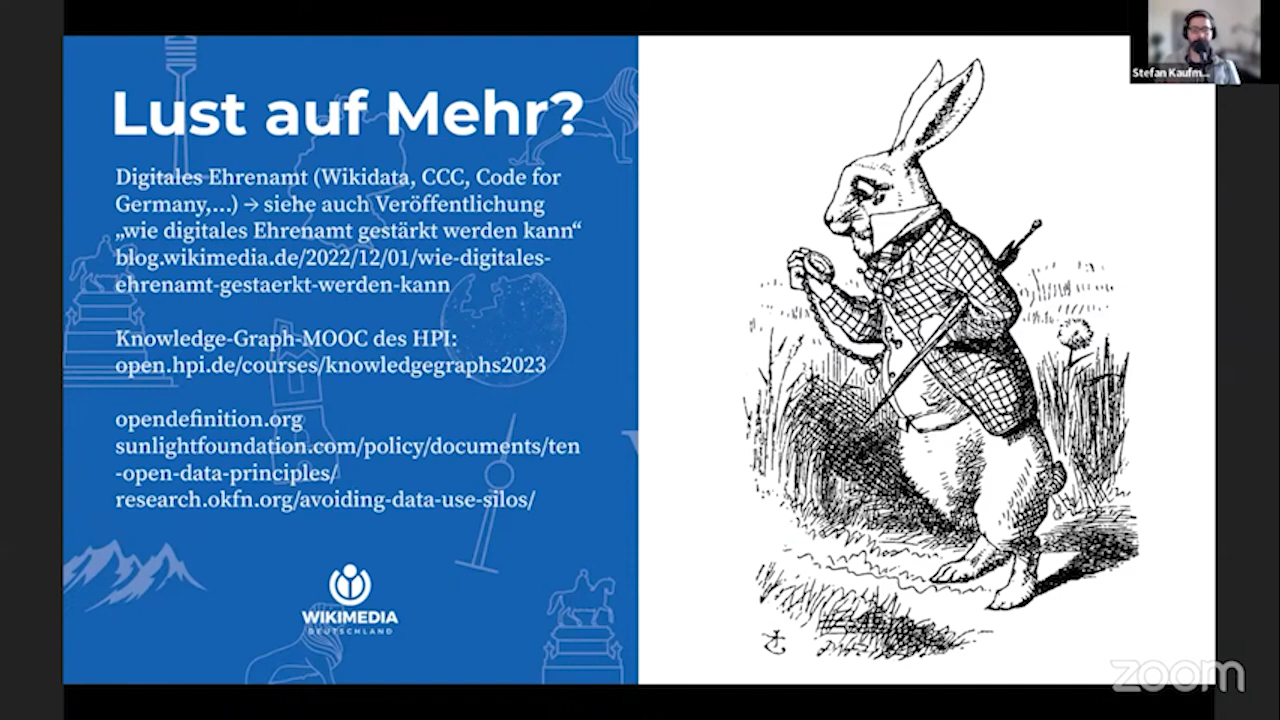 Lust auf Mehr?
Digitales Ehrenamt (Wikidata, CCC, Code for
Germany,...) → siehe auch Veröffentlichung
„wie digitales Ehrenamt gestärkt werden kann“
blog.wikimedia.de/2022/12/01/wie-digitales-
ehrenamt-gestaerkt-werden-kann
Knowledge-Graph-MOOC des HPI:
open.hpi.de/courses/knowledgegraphs2023
opendefinition.org
sunlightfoundation.com/policy/documents/ten
-open-data-principles/
research.okfn.org/avoiding-data-use-silos/
WIKIMEDIA
DEUTSCHLAND
Stefan Kaufm...
zoom